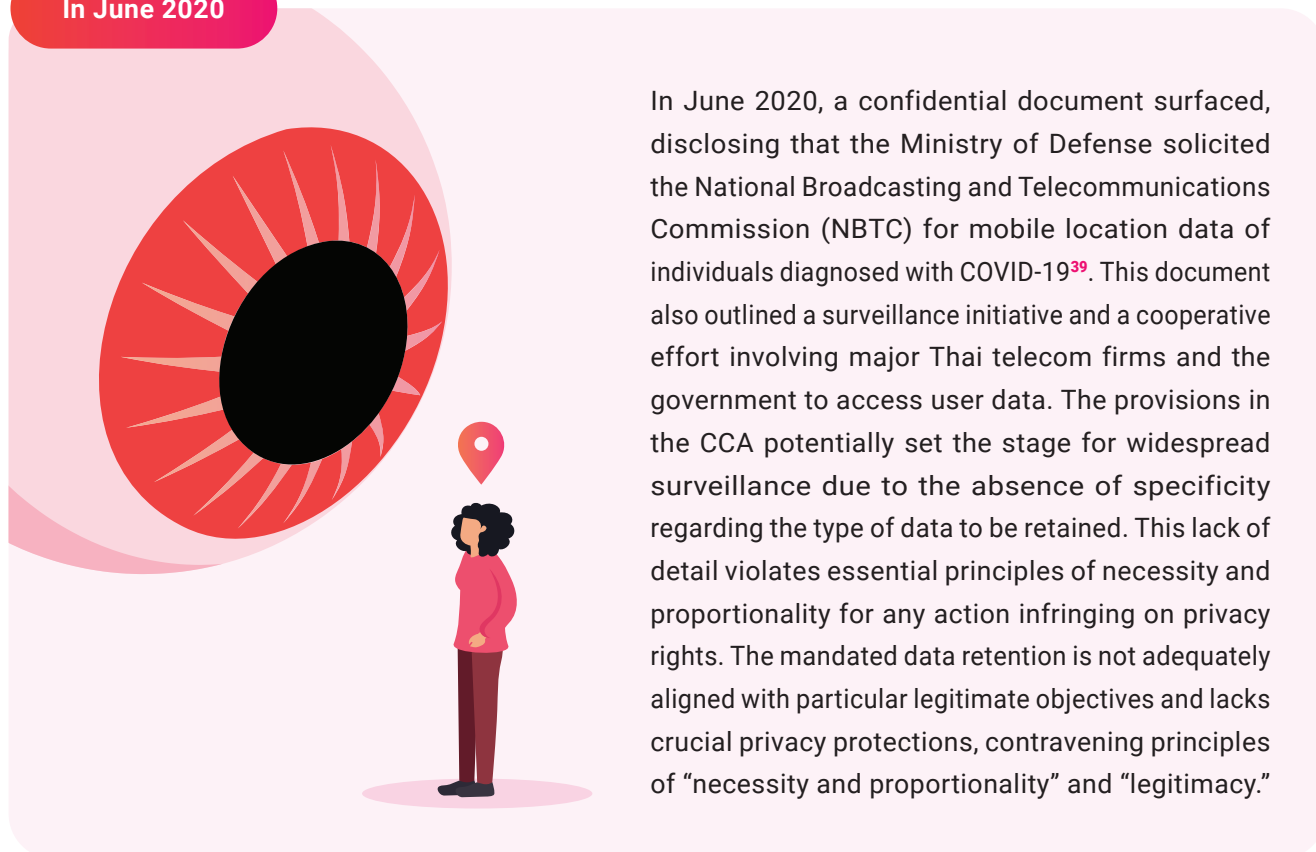 In June 2020
In June 2020, a confidential document surfaced,
disclosing that the Ministry of Defense solicited
the National Broadcasting and Telecommunications
Commission (NBTC) for mobile location data of
individuals diagnosed with COVID-19³⁹. This document
also outlined a surveillance initiative and a cooperative
effort involving major Thai telecom firms and the
government to access user data. The provisions in
the CCA potentially set the stage for widespread
surveillance due to the absence of specificity
regarding the type of data to be retained. This lack of
detail violates essential principles of necessity and
proportionality for any action infringing on privacy
rights. The mandated data retention is not adequately
aligned with particular legitimate objectives and lacks
crucial privacy protections, contravening principles
of “necessity and proportionality” and “legitimacy.”